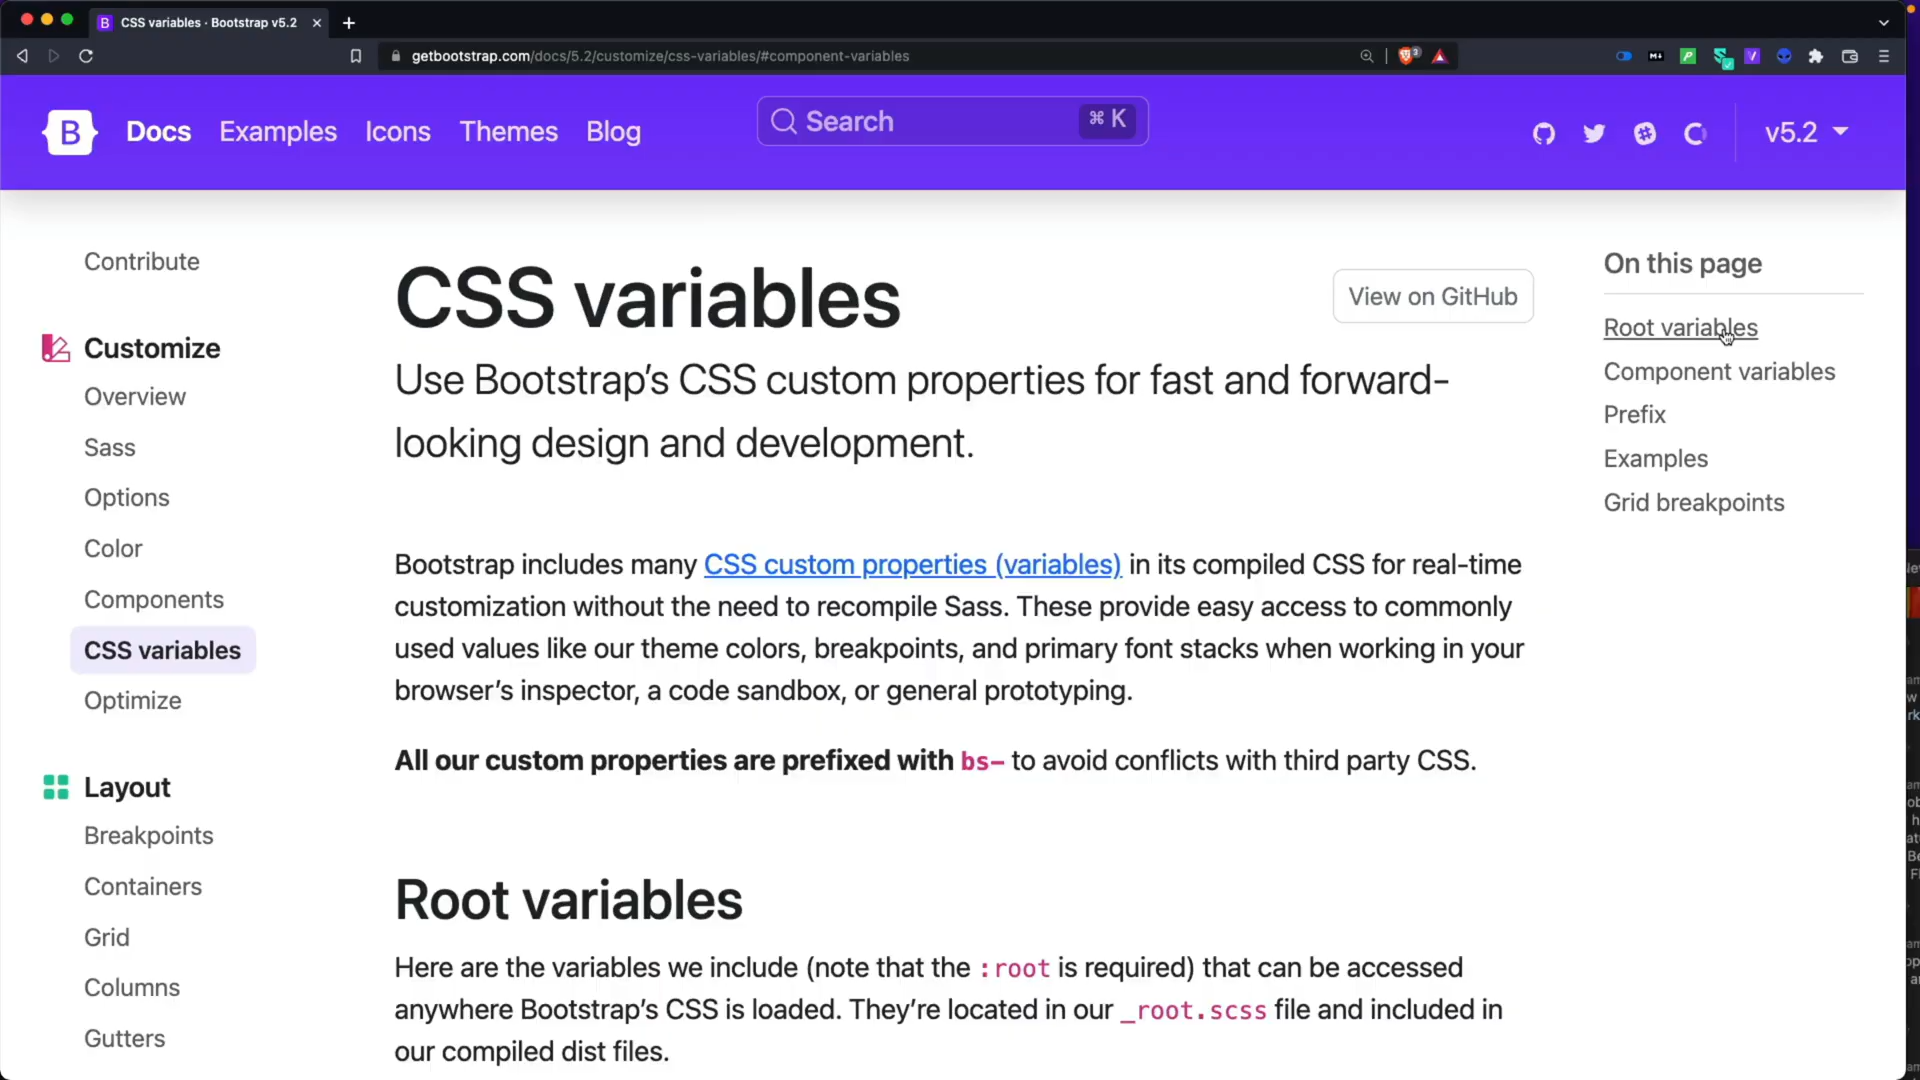 CSS variables · Bootstrap v5.2
getbootstrap.com/docs/5.2/customize/css-variables/#component-variables
3
B
Docs
Examples
Icons
Themes
Blog
Search
⌘ K
v5.2
Contribute
Customize
Overview
Sass
Options
Color
Components
CSS variables
Optimize
Layout
Breakpoints
Containers
Grid
Columns
Gutters
CSS variables
View on GitHub
Use Bootstrap’s CSS custom properties for fast and forward-
looking design and development.
Bootstrap includes many CSS custom properties (variables) in its compiled CSS for real-time
customization without the need to recompile Sass. These provide easy access to commonly
used values like our theme colors, breakpoints, and primary font stacks when working in your
browser’s inspector, a code sandbox, or general prototyping.
All our custom properties are prefixed with bs- to avoid conflicts with third party CSS.
Root variables
Here are the variables we include (note that the :root is required) that can be accessed
anywhere Bootstrap’s CSS is loaded. They’re located in our _root.scss file and included in
our compiled dist files.
On this page
Root variables
Component variables
Prefix
Examples
Grid breakpoints